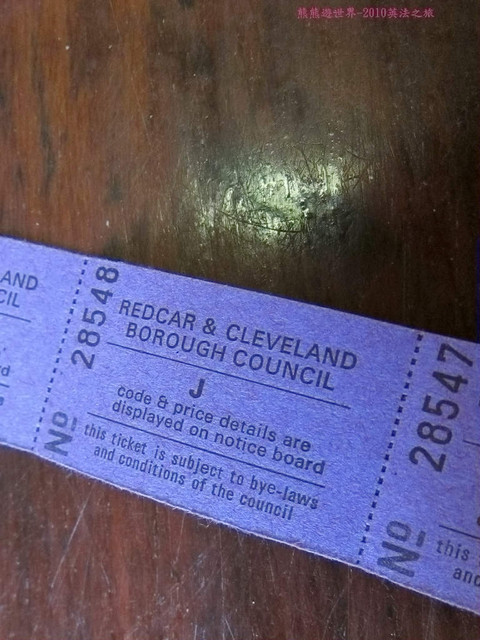 熊熊遊世界-2010英法之旅
AND
CIL
28548
No
REDCAR & CLEVELAND
BOROUGH COUNCIL
J
code & price details are
displayed on notice board
this ticket is subject to bye-laws
and conditions of the council
28547
No
this
and